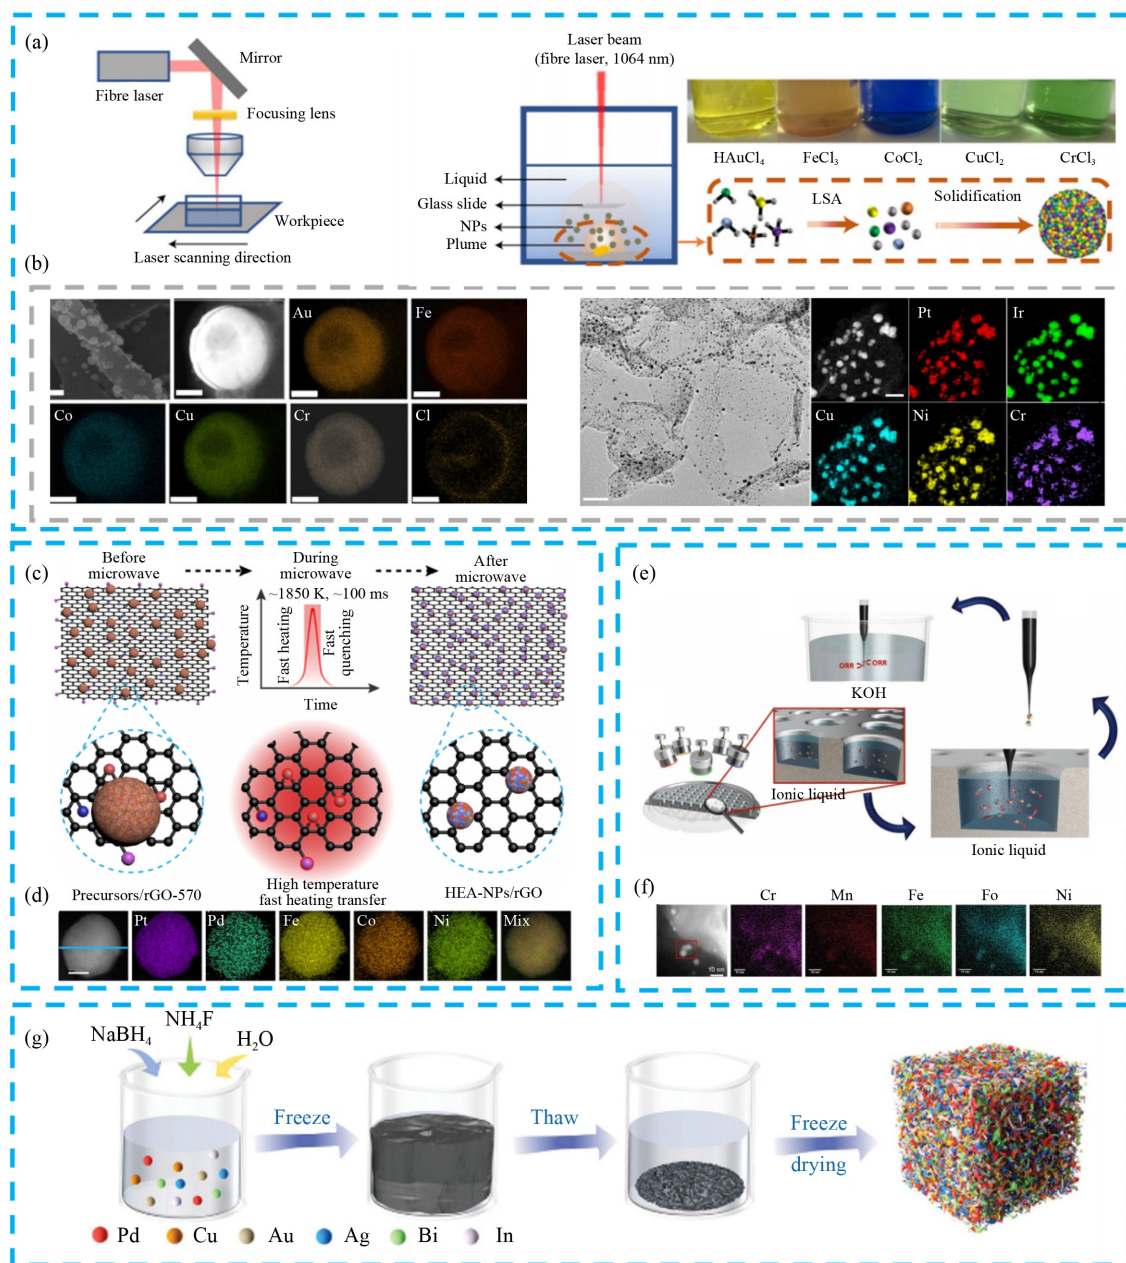 (a)
Mirror
Fibre laser
Focusing lens
Workpiece
Laser scanning direction
Laser beam
(fibre laser, 1064 nm)
Liquid
Glass slide
NPs
Plume
HAuCl₄ FeCl₃ CoCl₂ CuCl₂ CrCl₃
LSA
Solidification
(b)
Au Fe
Co Cu Cr Cl
Pt Ir
Cu Ni Cr
(c)
Before
microwave
During
microwave
After
microwave
~1850 K, ~100 ms
Temperature
Fast heating
Fast
quenching
Time
Precursors/rGO-570
High temperature
fast heating transfer
HEA-NPs/rGO
(d)
Pt Pd Fe Co Ni Mix
(e)
ORR ORR
KOH
Ionic liquid
Ionic liquid
(f)
Cr Mn Fe Fo Ni
10 nm
(g)
NaBH₄
NH₄F
H₂O
Freeze
Thaw
Freeze
drying
Pd Cu Au Ag Bi In